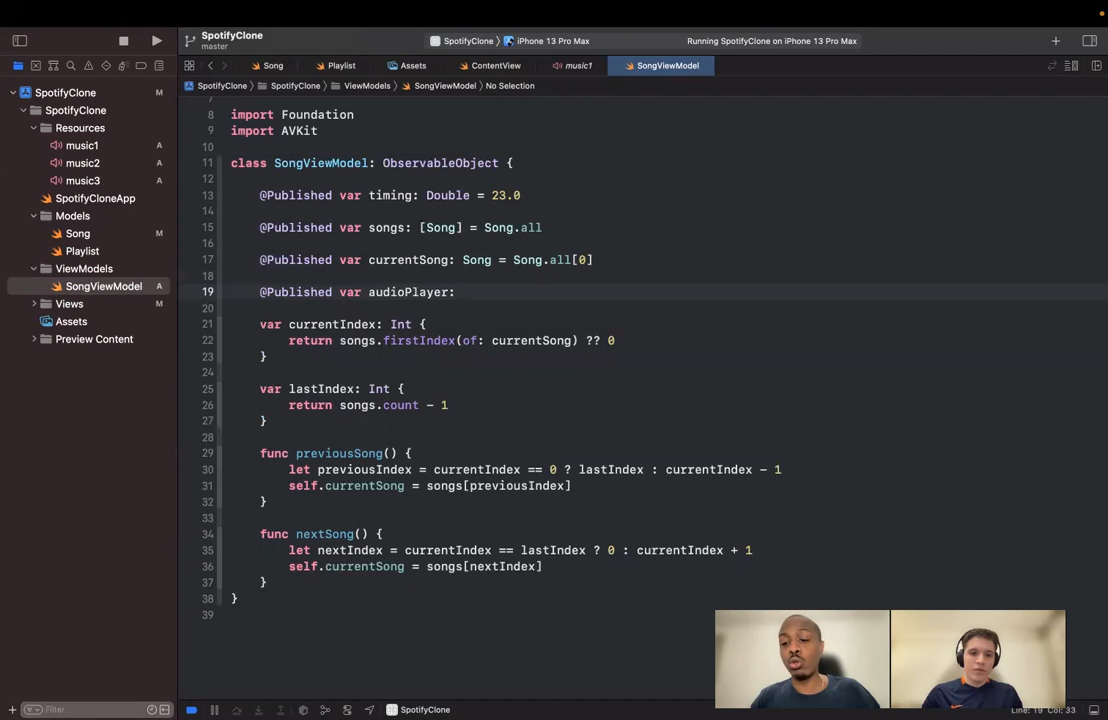 SpotifyClone
master
SpotifyClone
iPhone 13 Pro Max
Running SpotifyClone on iPhone 13 Pro Max
Song
Playlist
Assets
ContentView
music1
SongViewModel
SpotifyClone
SpotifyClone
ViewModels
SongViewModel
No Selection
SpotifyClone M
SpotifyClone
Resources
music1 A
music2 A
music3 A
SpotifyCloneApp
Models
Song
Playlist
ViewModels
SongViewModel A
Views M
Assets
Preview Content
7
8 import Foundation
9 import AVKit
10
11 class SongViewModel: ObservableObject {
12
13 @Published var timing: Double = 23.0
14
15 @Published var songs: [Song] = Song.all
16
17 @Published var currentSong: Song = Song.all[0]
18
19 @Published var audioPlayer:
20
21 var currentIndex: Int {
22 return songs.firstIndex(of: currentSong) ?? 0
23 }
24
25 var lastIndex: Int {
26 return songs.count - 1
27 }
28
29 func previousSong() {
30 let previousIndex = currentIndex == 0 ? lastIndex : currentIndex - 1
31 self.currentSong = songs[previousIndex]
32 }
33
34 func nextSong() {
35 let nextIndex = currentIndex == lastIndex ? 0 : currentIndex + 1
36 self.currentSong = songs[nextIndex]
37 }
38 }
39
Filter
SpotifyClone
Line: 19 Col: 33